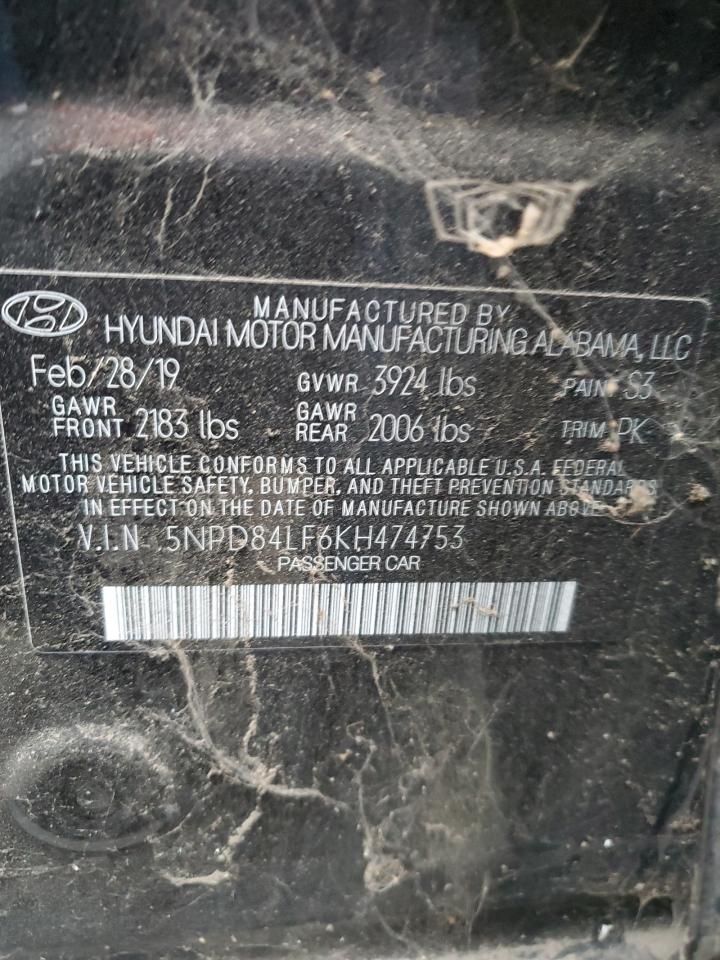 MANUFACTURED BY
HYUNDAI MOTOR MANUFACTURING ALABAMA, LLC
Feb/28/19 GVWR 3924 lbs PAINT S3
GAWR FRONT 2183 lbs GAWR REAR 2006 lbs TRIM PK
THIS VEHICLE CONFORMS TO ALL APPLICABLE U.S.A. FEDERAL
MOTOR VEHICLE SAFETY, BUMPER, AND THEFT PREVENTION STANDARDS
IN EFFECT ON THE DATE OF MANUFACTURE SHOWN ABOVE
V.I.N 5NPD84LF6KH474753
PASSENGER CAR